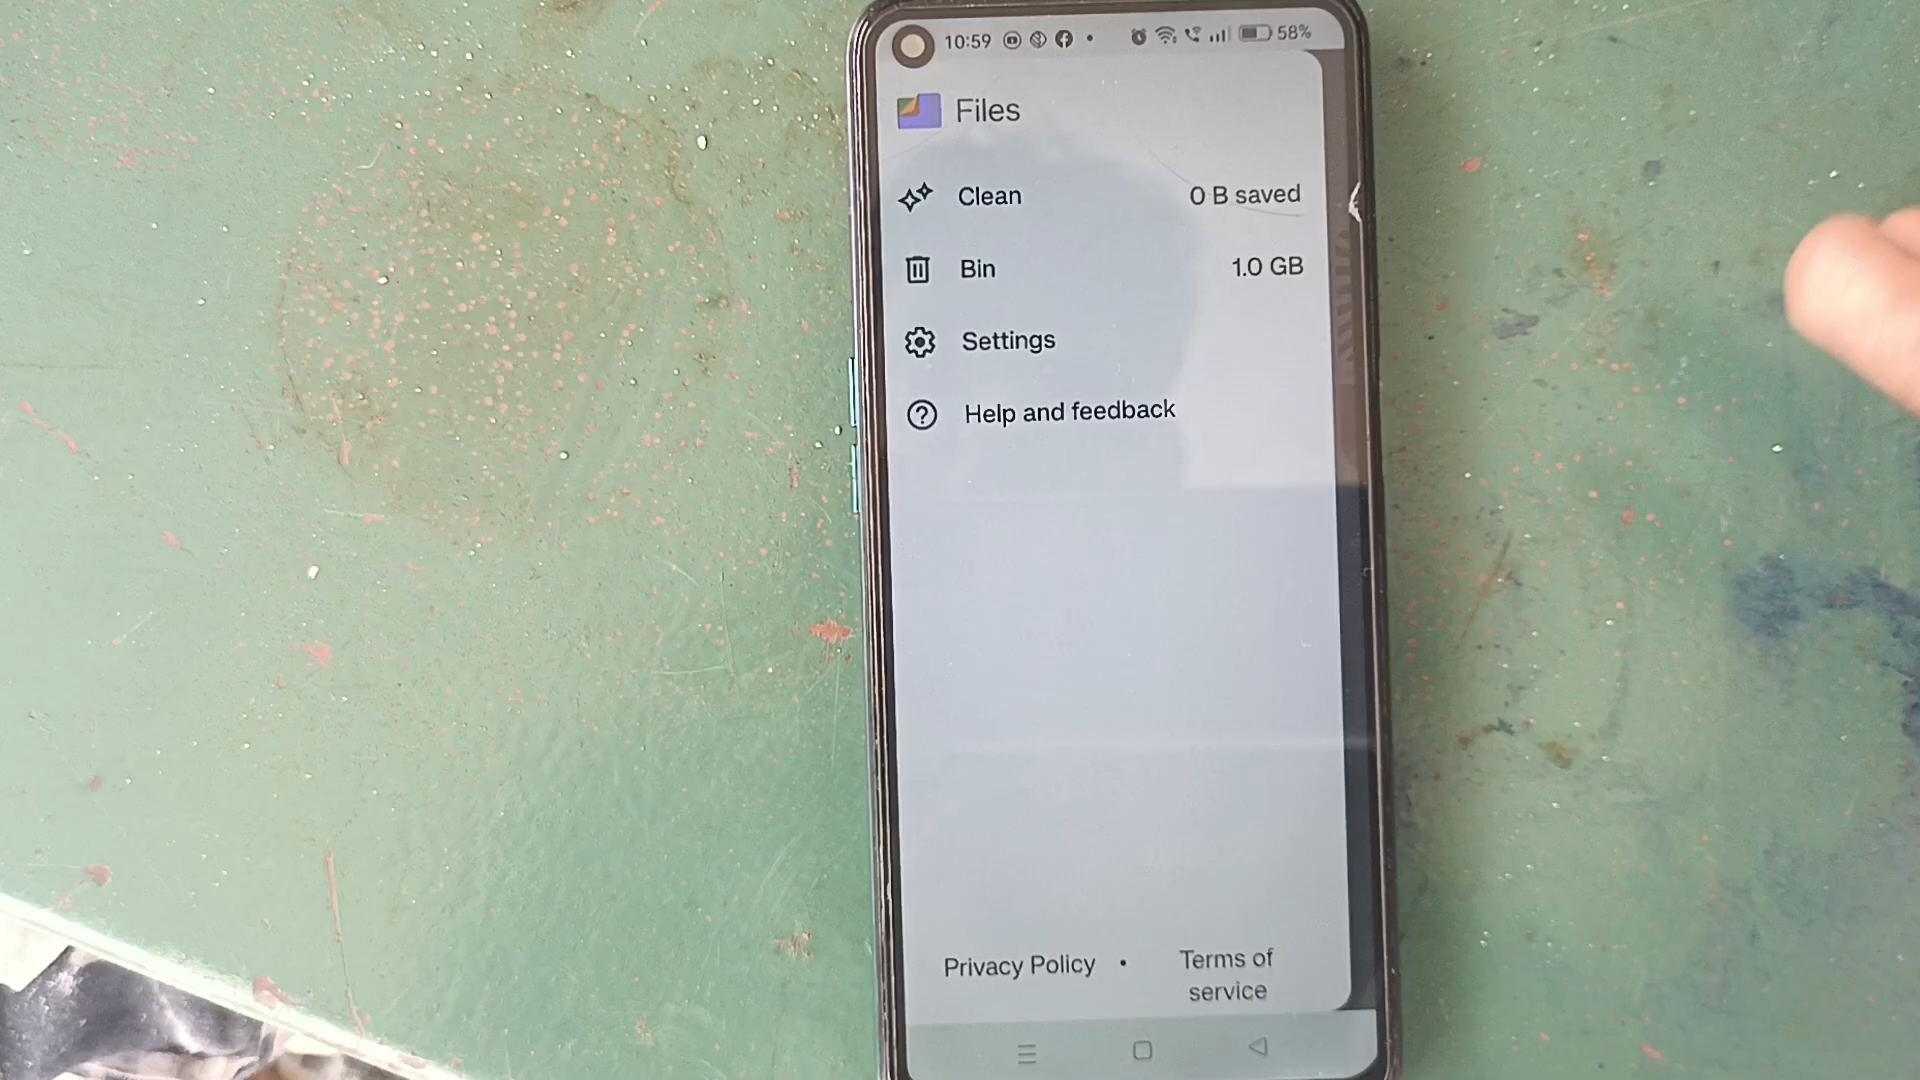 10:59 58%
Files
Clean 0 B saved
Bin 1.0 GB
Settings
Help and feedback
Privacy Policy • Terms of
service